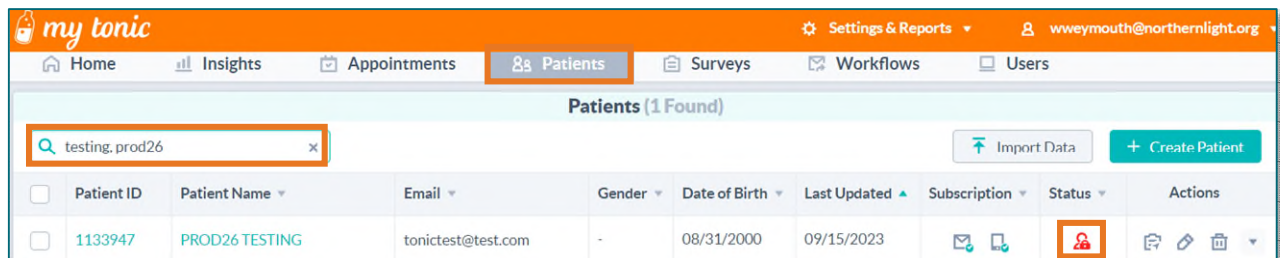 my tonic Settings & Reports wweymouth@northernlight.org
Home Insights Appointments Patients Surveys Workflows Users
Patients (1 Found)
testing, prod26 × Import Data + Create Patient
Patient ID Patient Name Email Gender Date of Birth Last Updated Subscription Status Actions
1133947 PROD26 TESTING tonictest@test.com - 08/31/2000 09/15/2023